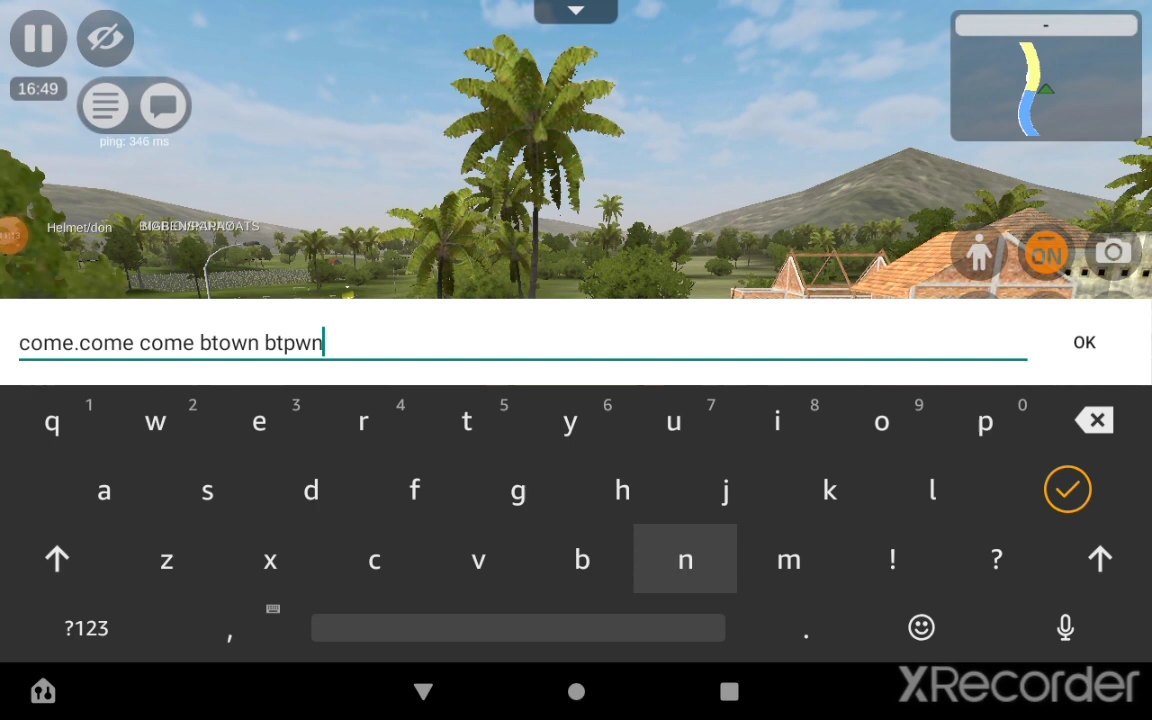 16:49
ping: 346 ms
-
Helmet/don
ON
come.come come btown btpwn
OK
q 1 w 2 e 3 r 4 t 5 y 6 u 7 i 8 o 9 p 0
a s d f g h j k l
z x c v b n m ! ?
?123 , .
XRecorder